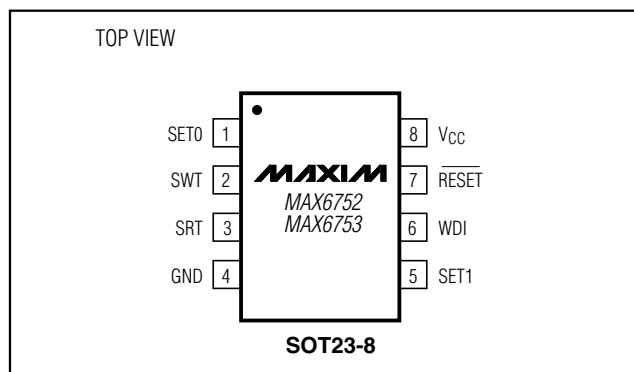 TOP VIEW
SET0 1
SWT 2
SRT 3
GND 4
MAXIM
MAX6752
MAX6753
8 VCC
7 RESET
6 WDI
5 SET1
SOT23-8